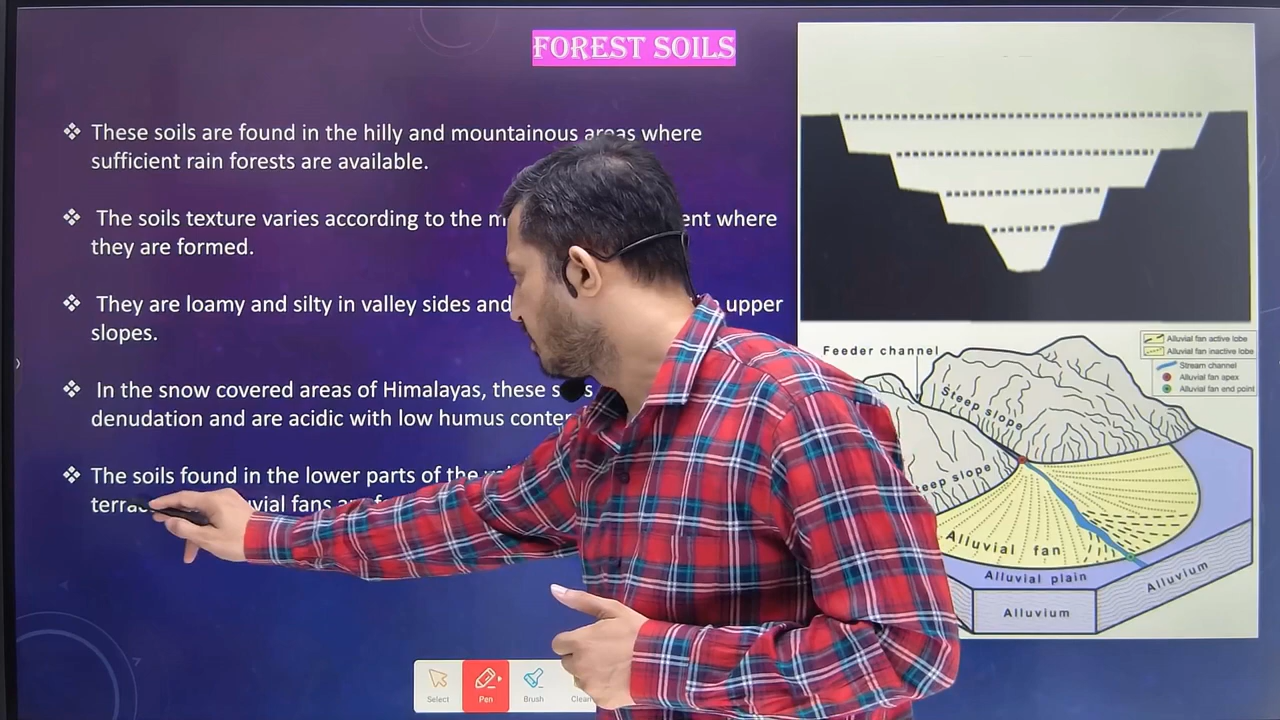 FOREST SOILS
❖ These soils are found in the hilly and mountainous areas where
sufficient rain forests are available.
❖ The soils texture varies according to the where
they are formed.
❖ They are loamy and silty in valley sides and upper
slopes.
❖ In the snow covered areas of Himalayas, these
denudation and are acidic with low humus
❖ The soils found in the lower parts of the
fans
Feeder channel
Steep slope
slope
Alluvial fan
Alluvial plain
Alluvium
Alluvium
Alluvial fan active lobe
Alluvial fan inactive lobe
Stream channel
Alluvial fan apex
Alluvial fan end point
Select
Pen
Brush